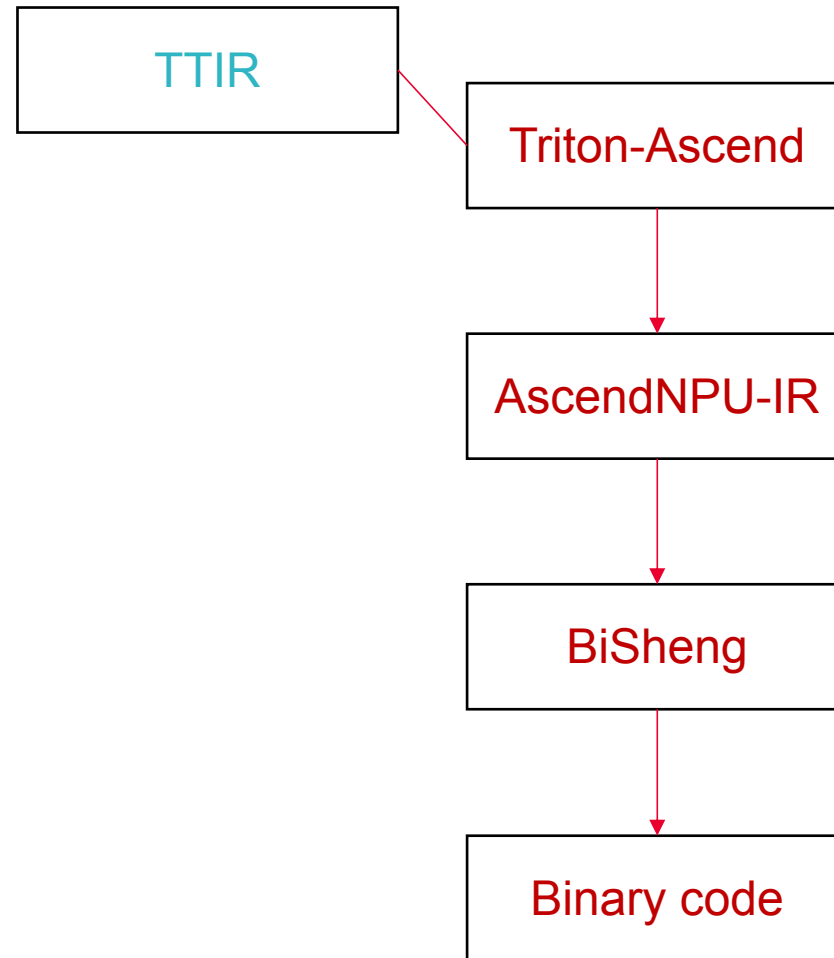 TTIR
Triton-Ascend
AscendNPU-IR
BiSheng
Binary code